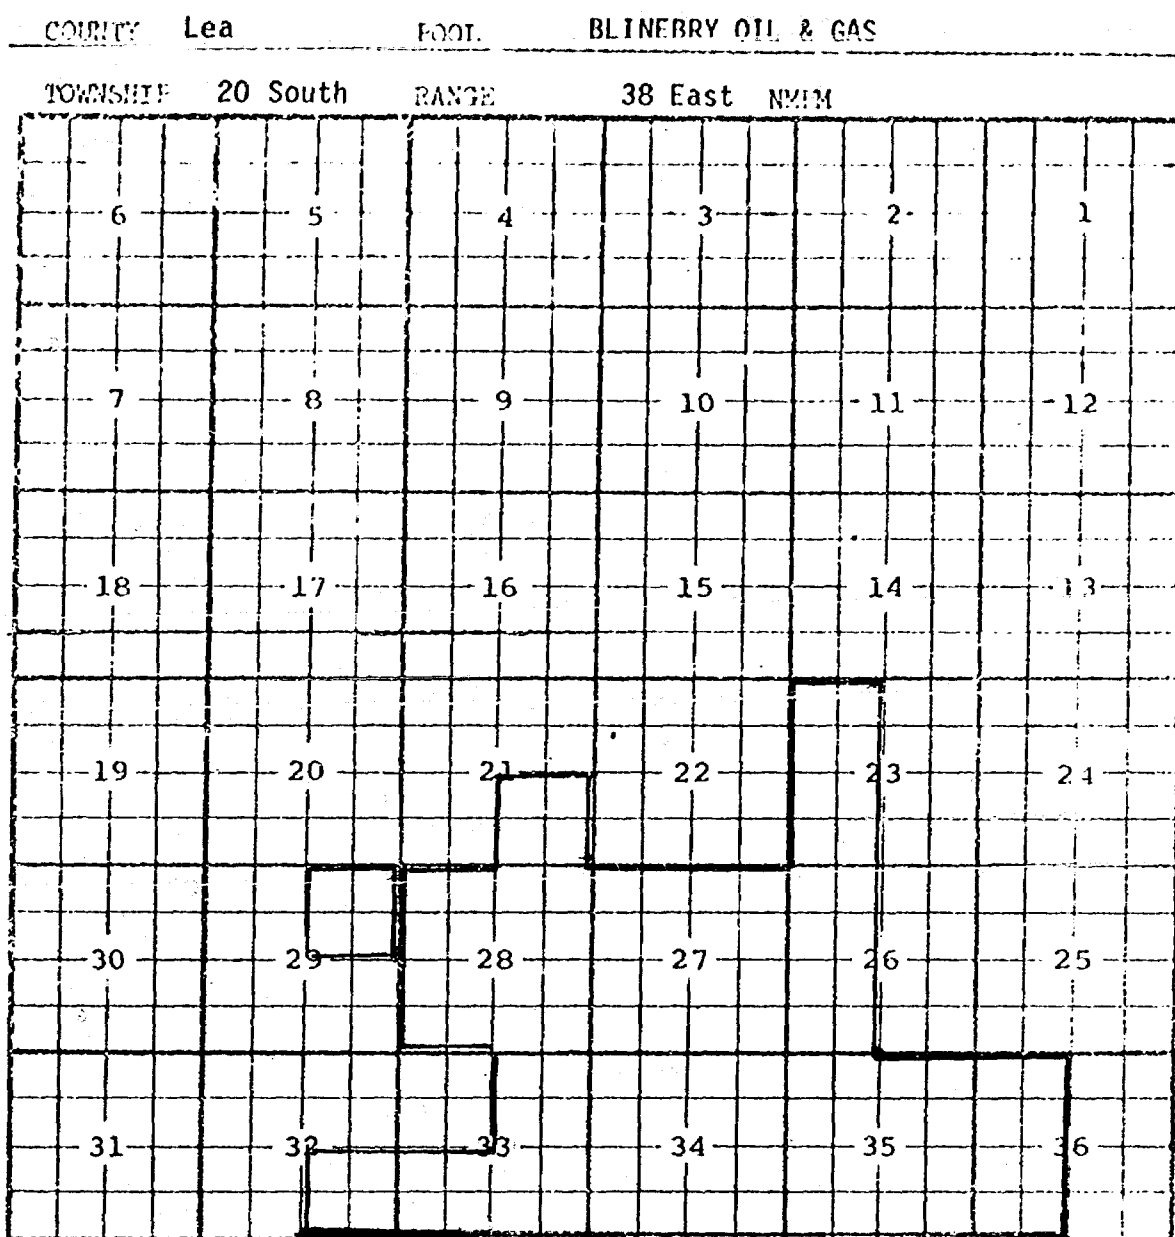 COUNTY Lea POOL BLINEBRY OIL & GAS
TOWNSHIP 20 South RANGE 38 East NMPM
6 5 4 3 2 1
7 8 9 10 11 12
18 17 16 15 14 13
19 20 21 22 23 24
30 29 28 27 26 25
31 32 33 34 35 36